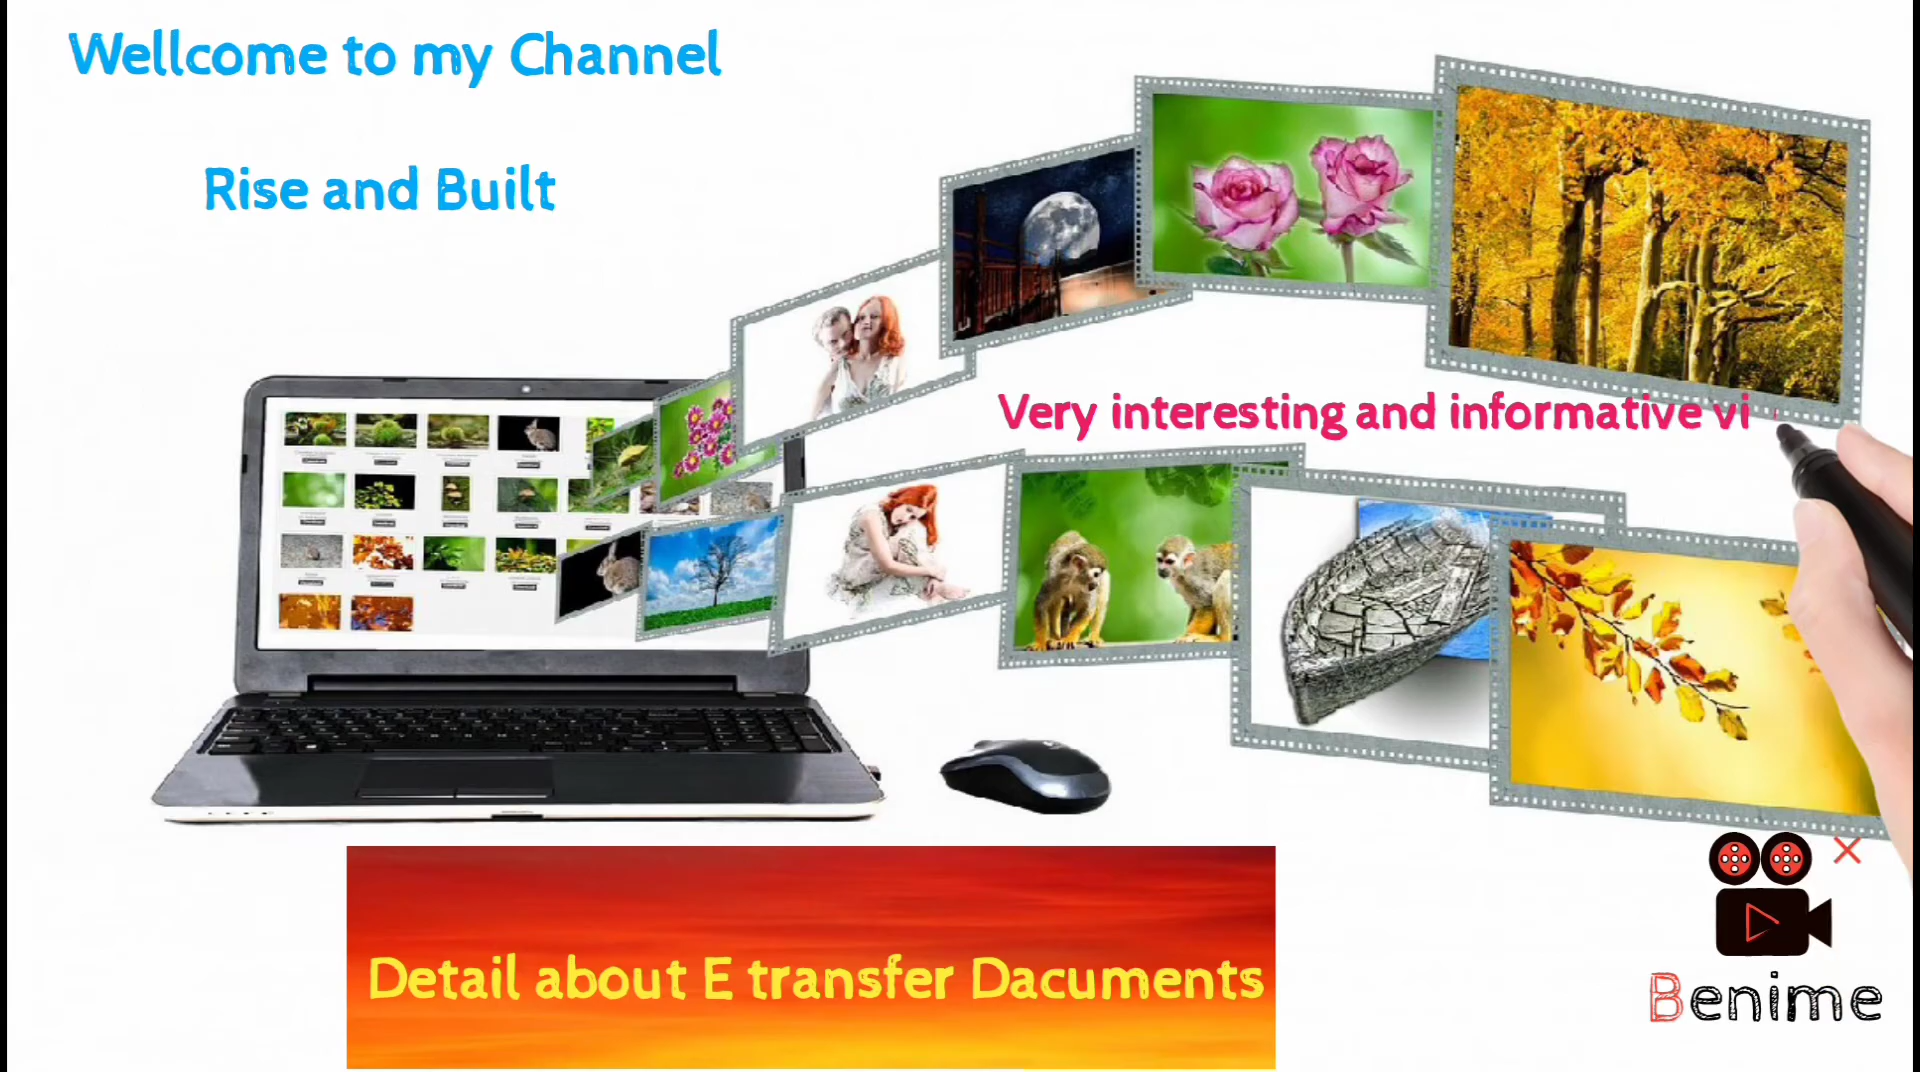 Wellcome to my Channel
Rise and Built
Very interesting and informative vi
Detail about E transfer Dacuments
Benime